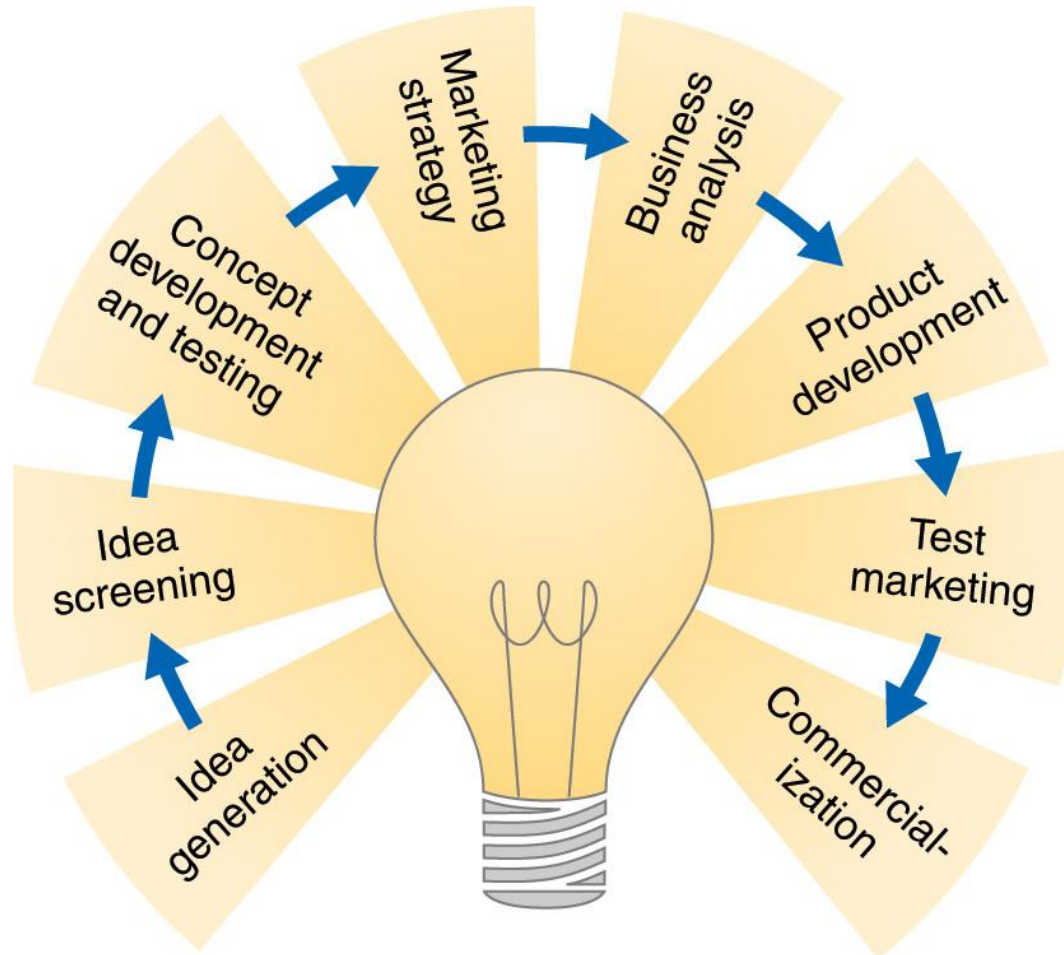 Idea
generation
Idea
screening
Concept
development
and testing
Marketing
strategy
Business
analysis
Product
development
Test
marketing
Commercial-
ization